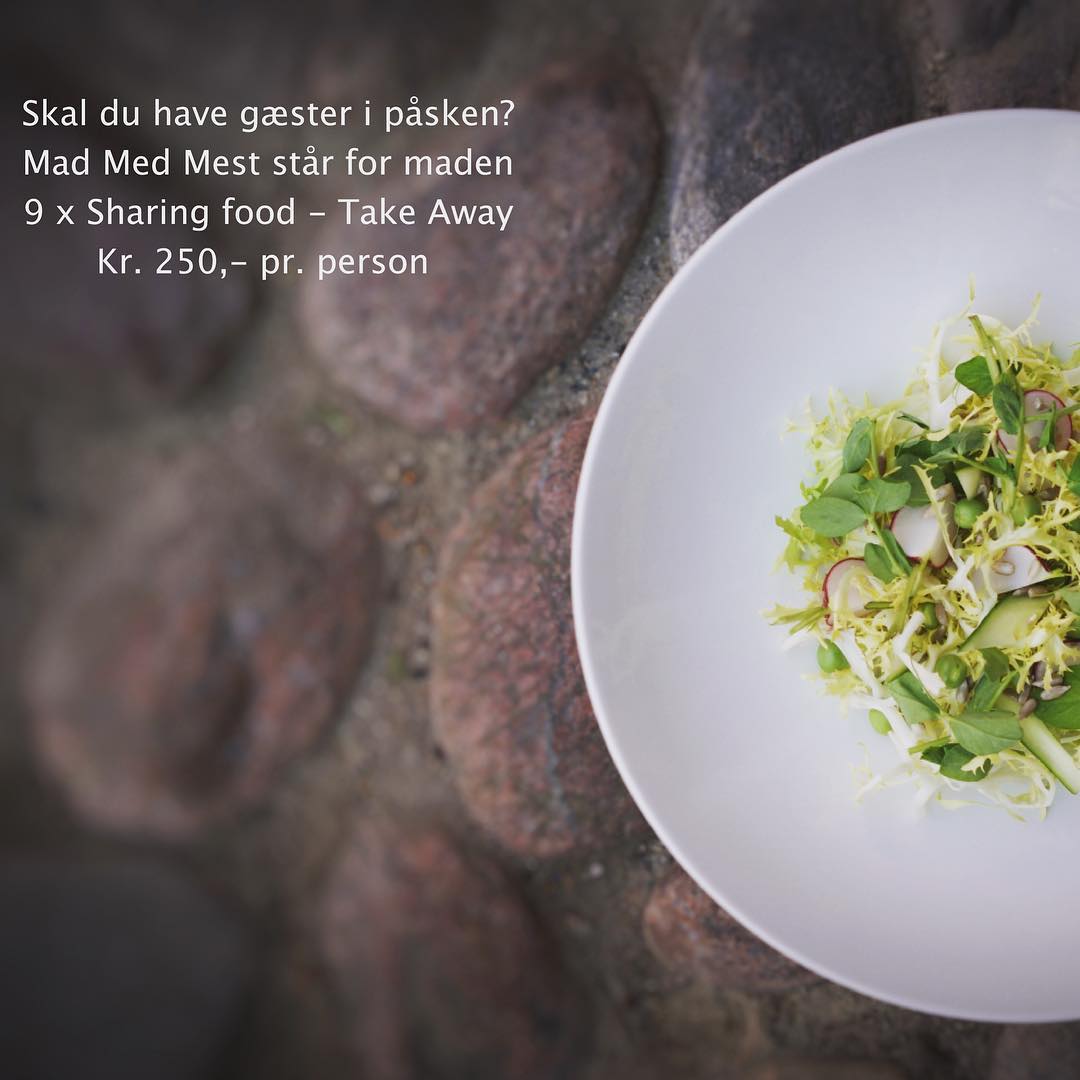 Skal du have gæster i påsken?
Mad Med Mest står for maden
9 x Sharing food – Take Away
Kr. 250,– pr. person